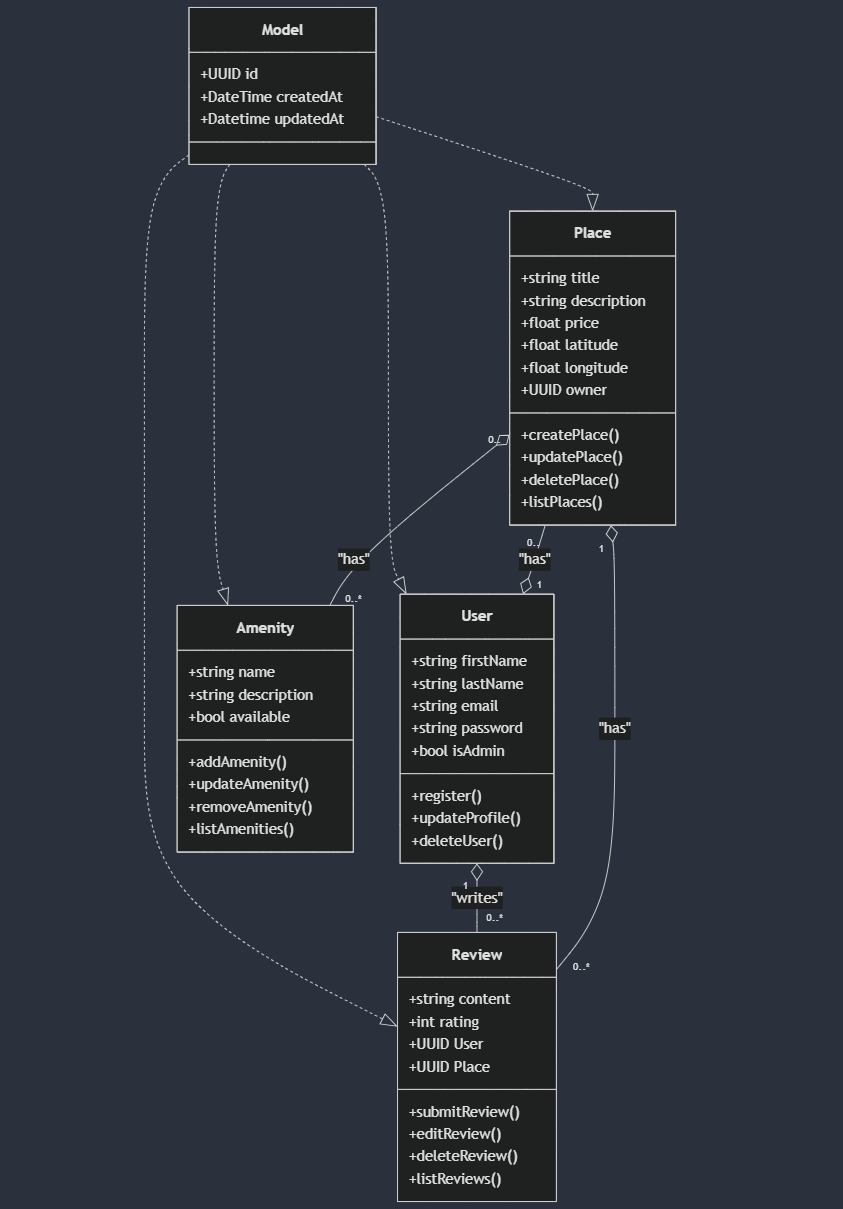 Model
+UUID id
+DateTime createdAt
+Datetime updatedAt
Place
+string title
+string description
+float price
+float latitude
+float longitude
+UUID owner
+createPlace()
+updatePlace()
+deletePlace()
+listPlaces()
0..
0..
1
"has"
"has"
1
0..*
Amenity
+string name
+string description
+bool available
+addAmenity()
+updateAmenity()
+removeAmenity()
+listAmenities()
User
+string firstName
+string lastName
+string email
+string password
+bool isAdmin
+register()
+updateProfile()
+deleteUser()
"has"
1
"writes"
0..*
0..*
Review
+string content
+int rating
+UUID User
+UUID Place
+submitReview()
+editReview()
+deleteReview()
+listReviews()